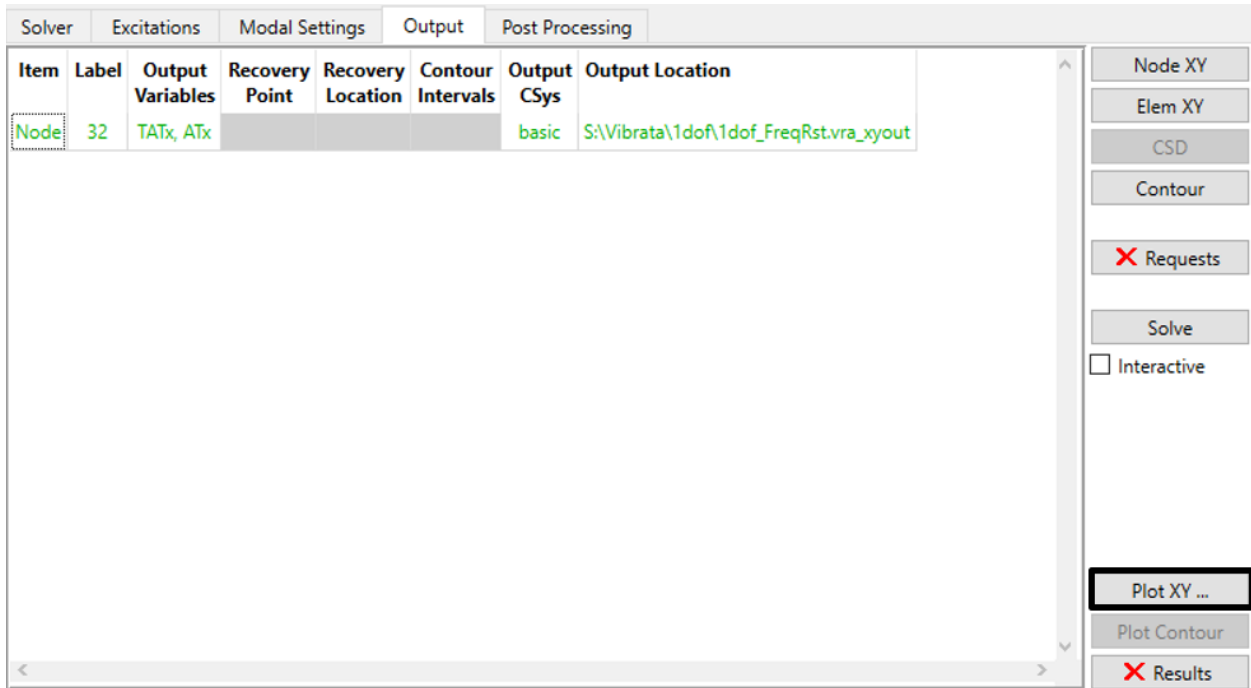 Solver Excitations Modal Settings Output Post Processing
Item Label Output Variables Recovery Point Recovery Location Contour Intervals Output CSys Output Location
Node 32 TATx, ATx basic S:\Vibrata\1dof\1dof_FreqRst.vra_xyout
Node XY
Elem XY
CSD
Contour
Requests
Solve
Interactive
Plot XY ...
Plot Contour
Results